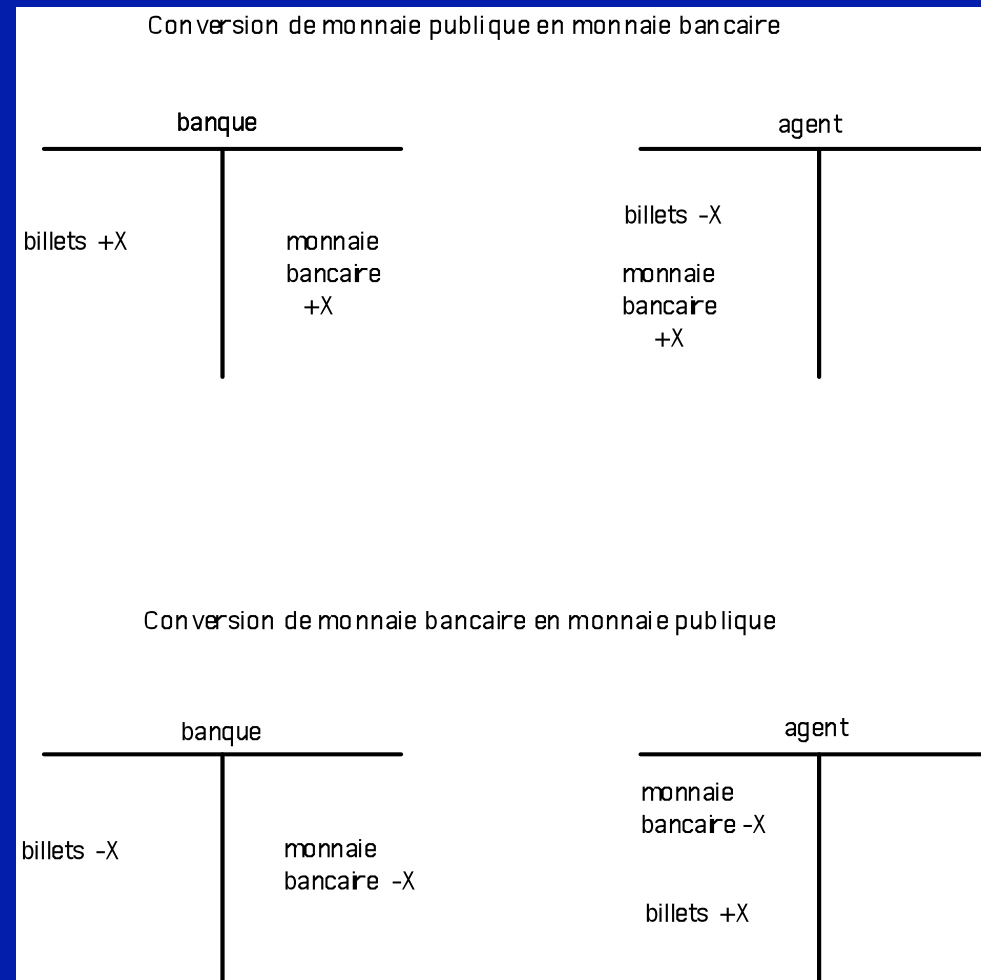 Conversion de monnaie publique en monnaie bancaire
banque
agent
billets +X
monnaie
bancaire
+X
billets -X
monnaie
bancaire
+X
Conversion de monnaie bancaire en monnaie publique
banque
agent
billets -X
monnaie
bancaire -X
monnaie
bancaire -X
billets +X